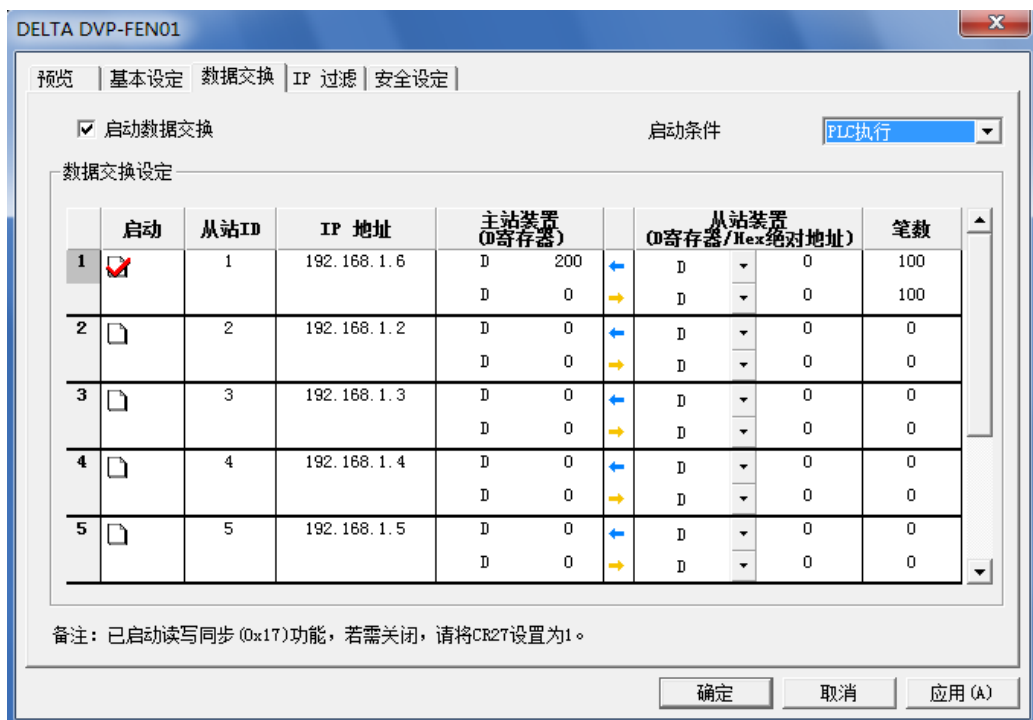 DELTA DVP-FEN01
预览 基本设定 数据交换 IP 过滤 安全设定
启动数据交换 启动条件 PLC执行
数据交换设定
启动 从站ID IP 地址 主站装置 (D寄存器) 从站装置 (D寄存器/Hex绝对地址) 笔数
1 1 192.168.1.6 D 200 D 0 100
D 0 D 0 100
2 2 192.168.1.2 D 0 D 0 0
D 0 D 0 0
3 3 192.168.1.3 D 0 D 0 0
D 0 D 0 0
4 4 192.168.1.4 D 0 D 0 0
D 0 D 0 0
5 5 192.168.1.5 D 0 D 0 0
D 0 D 0 0
备注：已启动读写同步(0x17)功能，若需关闭，请将CR27设置为1。
确定 取消 应用(A)